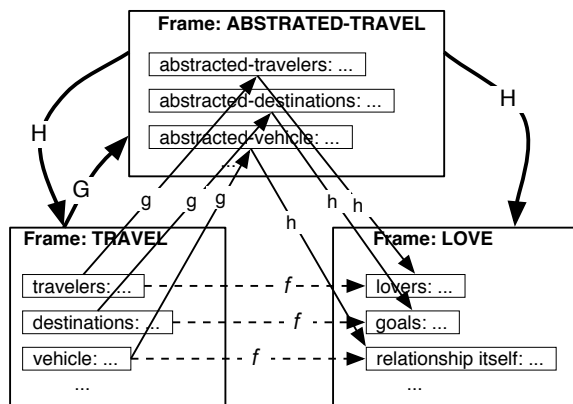 Frame: ABSTRATED-TRAVEL
abstracted-travelers: ...
abstracted-destinations: ...
abstracted-vehicle: ...
...
H
H
G
g
g
g
h
h
h
Frame: TRAVEL
Frame: LOVE
travelers: ...
f
lovers: ...
destinations: ...
f
goals: ...
vehicle: ...
f
relationship itself: ...
...
...